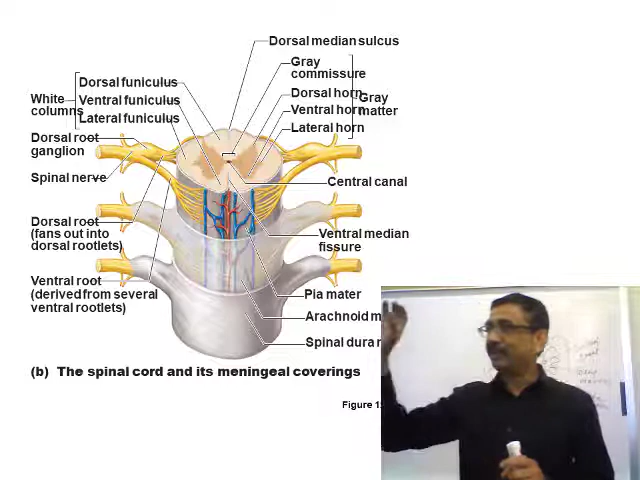 Dorsal median sulcus
Gray
commissure
Dorsal funiculus
White
columns
Ventral funiculus
Lateral funiculus
Dorsal horn
Ventral horn
Lateral horn
Gray
matter
Dorsal root
ganglion
Spinal nerve
Central canal
Dorsal root
(fans out into
dorsal rootlets)
Ventral median
fissure
Ventral root
(derived from several
ventral rootlets)
Pia mater
Arachnoid m
Spinal dura
(b) The spinal cord and its meningeal coverings
Figure